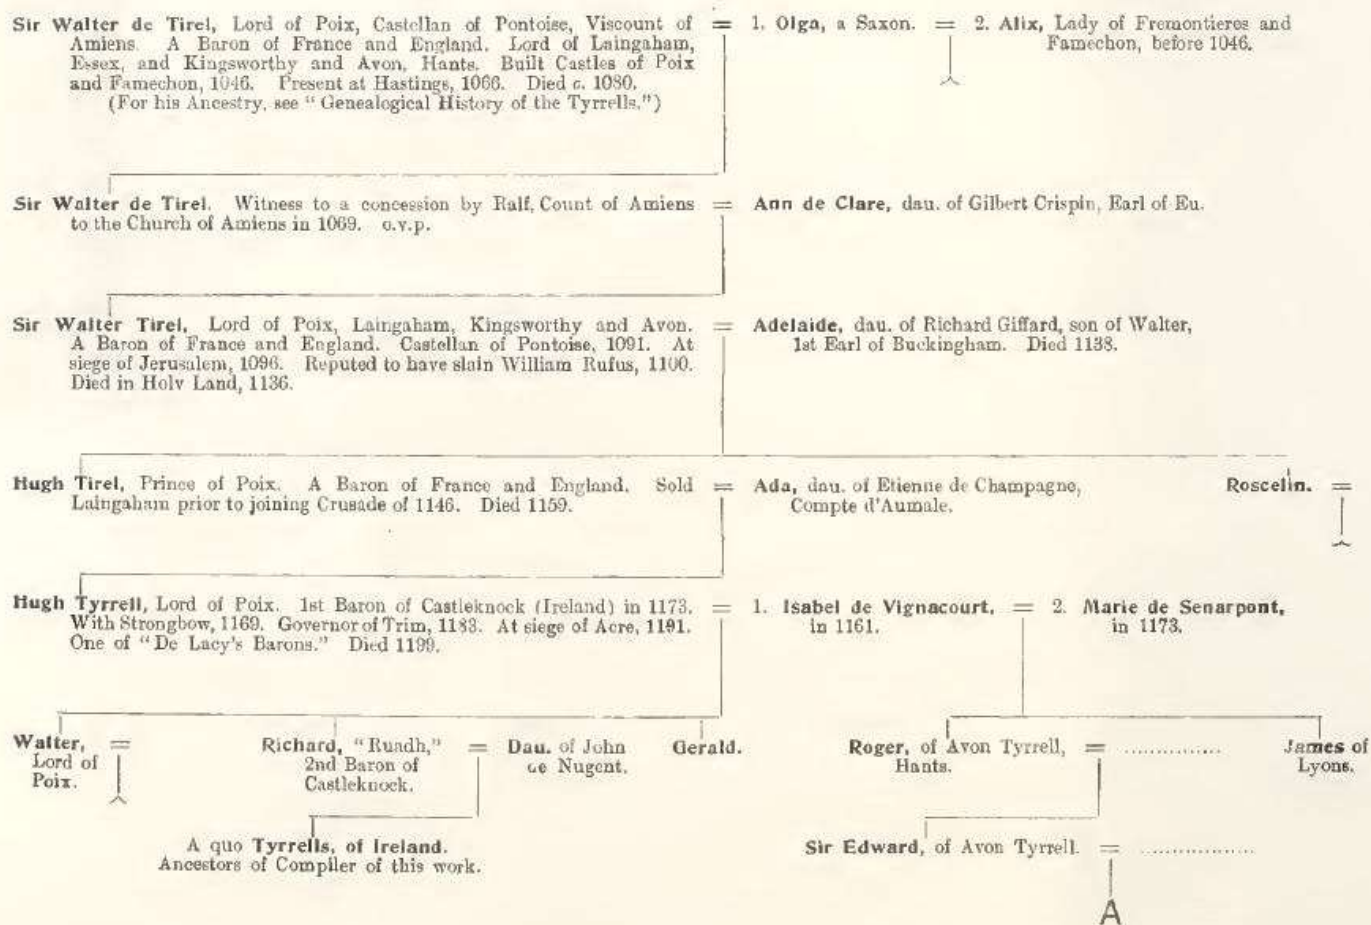 Sir Walter de Tirel, Lord of Poix, Castellan of Pontoise, Viscount of = 1. Olga, a Saxon. = 2. Alix, Lady of Fremontieres and
Amiens. A Baron of France and England. Lord of Laingaham, Famechon, before 1046.
Essex, and Kingsworthy and Avon, Hants. Built Castles of Poix
and Famechon, 1046. Present at Hastings, 1066. Died c. 1080.
(For his Ancestry, see "Genealogical History of the Tyrrells.")
Sir Walter de Tirel. Witness to a concession by Ralf, Count of Amiens = Ann de Clare, dau. of Gilbert Crispin, Earl of Eu.
to the Church of Amiens in 1069. o.v.p.
Sir Walter Tirel, Lord of Poix, Laingaham, Kingsworthy and Avon. = Adelaide, dau. of Richard Giffard, son of Walter,
A Baron of France and England. Castellan of Pontoise, 1091. At 1st Earl of Buckingham. Died 1138.
siege of Jerusalem, 1096. Reputed to have slain William Rufus, 1100.
Died in Holy Land, 1136.
Hugh Tirel, Prince of Poix. A Baron of France and England. Sold = Ada, dau. of Etienne de Champagne, Roscelin. =
Laingaham prior to joining Crusade of 1146. Died 1159. Compte d'Aumale.
Hugh Tyrrell, Lord of Poix. 1st Baron of Castleknock (Ireland) in 1173. = 1. Isabel de Vignacourt, = 2. Marie de Senarpont,
With Strongbow, 1169. Governor of Trim, 1183. At siege of Acre, 1191. in 1161. in 1173.
One of "De Lacy's Barons." Died 1199.
Walter, = Richard, "Ruadh," = Dau. of John Gerald. Roger, of Avon Tyrrell, = ............... James of
Lord of 2nd Baron of de Nugent. Hants. Lyons.
Poix. Castleknock.
A quo Tyrrells, of Ireland. Sir Edward, of Avon Tyrrell. = ..................
Ancestors of Compiler of this work.
A